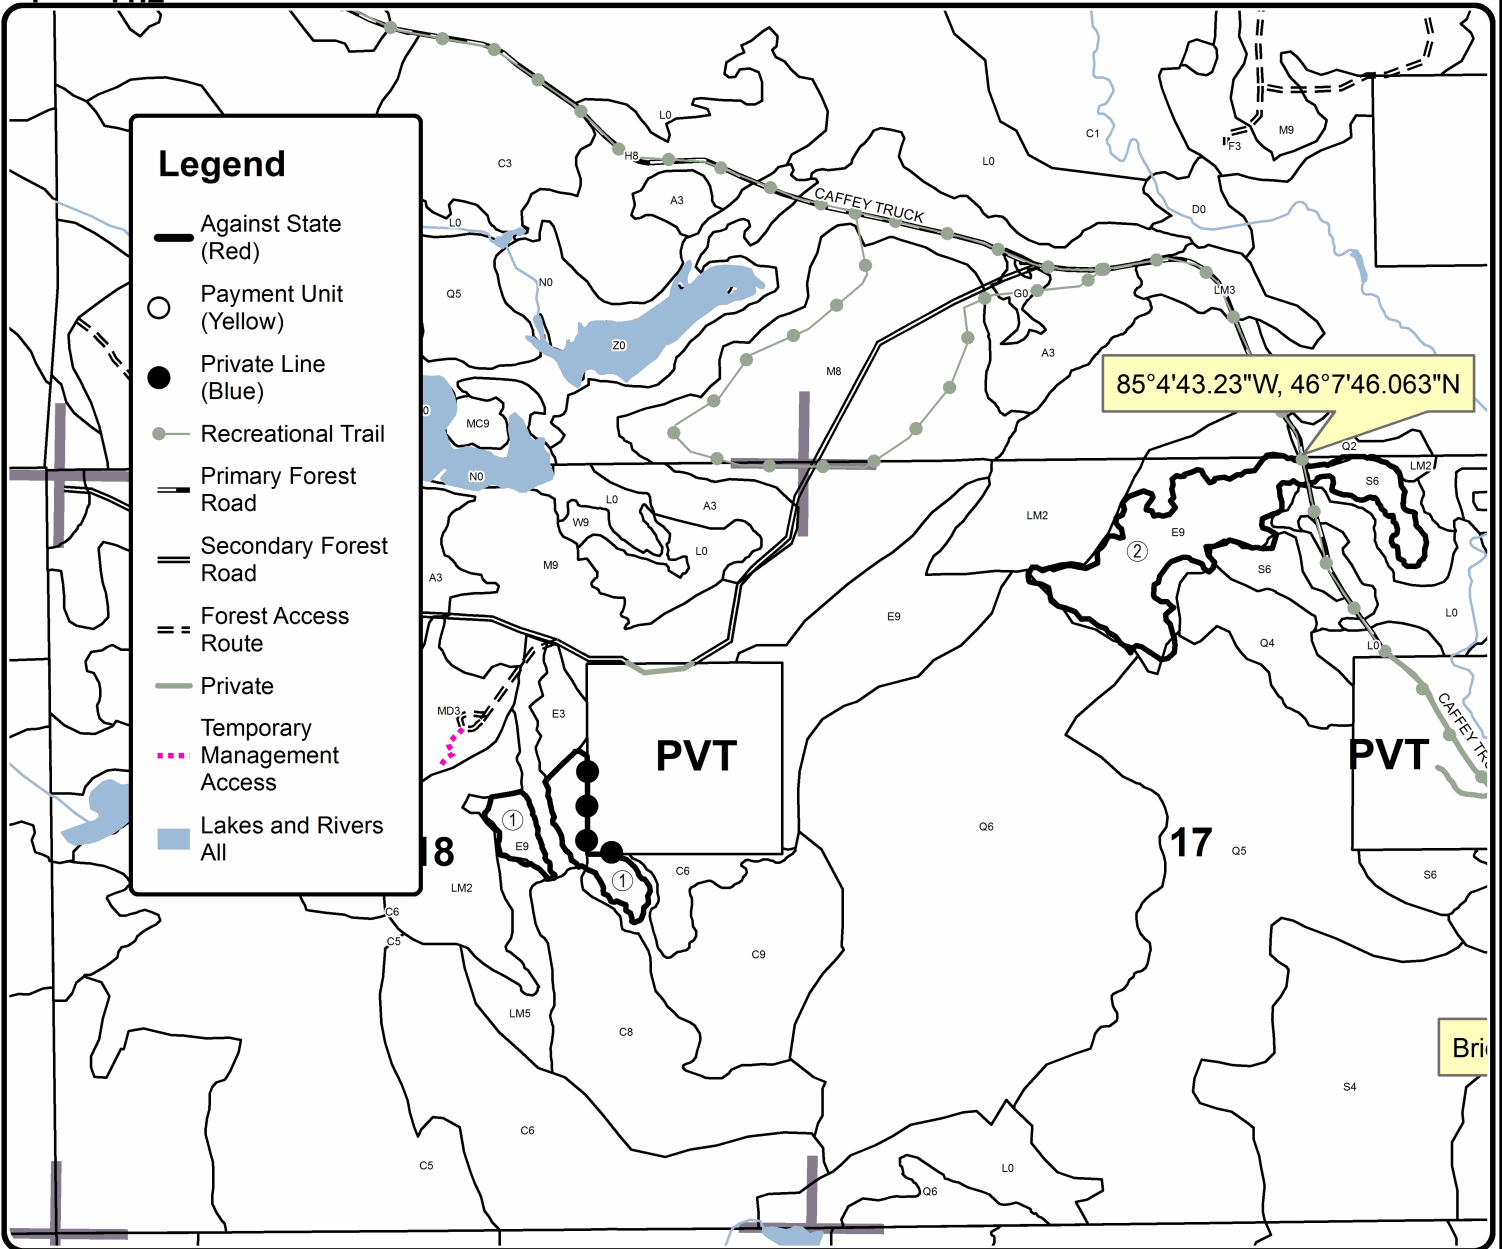 L0
C3
H8
A3
CAFFEY TRUCK
L0
C1
F3
M9
D0
Legend
Against State
(Red)
Payment Unit
(Yellow)
Private Line
(Blue)
Recreational Trail
Primary Forest
Road
Secondary Forest
Road
Forest Access
Route
Private
Temporary
Management
Access
Lakes and Rivers
All
L0
N0
Q5
Z0
G0
LM3
A3
M8
85°4'43.23"W, 46°7'46.063"N
MC9
N0
Q2
LM2
S6
L0
A3
W9
L0
M9
A3
LM2
E9
2
S6
L0
E9
Q4
L0
MD3
E3
PVT
CAFFEY
PVT
1
E9
18
LM2
1
C6
Q6
17
Q5
S6
C6
C5
C9
LM5
C8
S4
C6
C5
L0
Q6